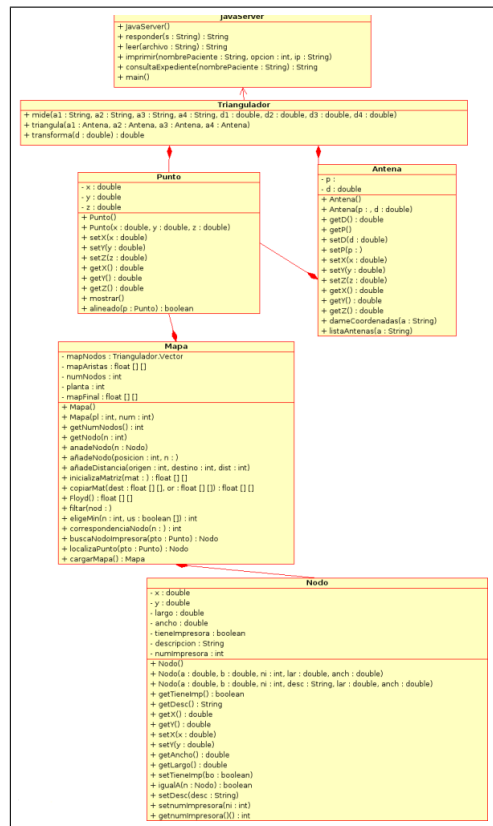 JavaServer
+ JavaServer()
+ responder(s : String) : String
+ leer(archivo : String) : String
+ imprimir(nombrePaciente : String, opcion : int, ip : String)
+ consultaExpediente(nombrePaciente : String) : String
+ main()
Triangulador
+ mide(a1 : String, a2 : String, a3 : String, a4 : String, d1 : double, d2 : double, d3 : double, d4 : double)
+ triangula(a1 : Antena, a2 : Antena, a3 : Antena, a4 : Antena)
+ transforma(d : double) : double
Punto
- x : double
- y : double
- z : double
+ Punto()
+ Punto(x : double, y : double, z : double)
+ setX(x : double)
+ setY(y : double)
+ setZ(z : double)
+ getX() : double
+ getY() : double
+ getZ() : double
+ mostrar()
+ alineado(p : Punto) : boolean
Antena
- p :
- d : double
+ Antena()
+ Antena(p : , d : double)
+ getD() : double
+ getP()
+ setD(d : double)
+ setP(p : )
+ setX(x : double)
+ setY(y : double)
+ setZ(z : double)
+ getX() : double
+ getY() : double
+ getZ() : double
+ dameCoordenadas(a : String)
+ listaAntenas(a : String)
Mapa
- mapNodos : Triangulador.Vector
- mapAristas : float [] []
- numNodos : int
- planta : int
- mapFinal : float [] []
+ Mapa()
+ Mapa(pl : int, num : int)
+ getNumNodos() : int
+ getNodo(n : int)
+ anadeNodo(n : Nodo)
+ añadeNodo(posicion : int, n : )
+ añadeDistancia(origen : int, destino : int, dist : int)
+ inicializaMatriz(mat : ) : float [] []
+ copiarMat(dest : float [] [], or : float [] []) : float [] []
+ Floyd() : float [] []
+ filtar(nod : )
+ eligeMin(n : int, us : boolean []) : int
+ correspondenciaNodo(n : ) : int
+ buscaNodoImpresora(pto : Punto) : Nodo
+ localizaPunto(pto : Punto) : Nodo
+ cargarMapa() : Mapa
Nodo
- x : double
- y : double
- largo : double
- ancho : double
- tieneImpresora : boolean
- descripcion : String
- numImpresora : int
+ Nodo()
+ Nodo(a : double, b : double, ni : int, lar : double, anch : double)
+ Nodo(a : double, b : double, ni : int, desc : String, lar : double, anch : double)
+ getTieneImp() : boolean
+ getDesc() : String
+ getX() : double
+ getY() : double
+ setX(x : double)
+ setY(y : double)
+ getAncho() : double
+ getLargo() : double
+ setTieneImp(bo : boolean)
+ igualA(n : Nodo) : boolean
+ setDesc(desc : String)
+ setnumImpresora(ni : int)
+ getnumImpresora()() : int